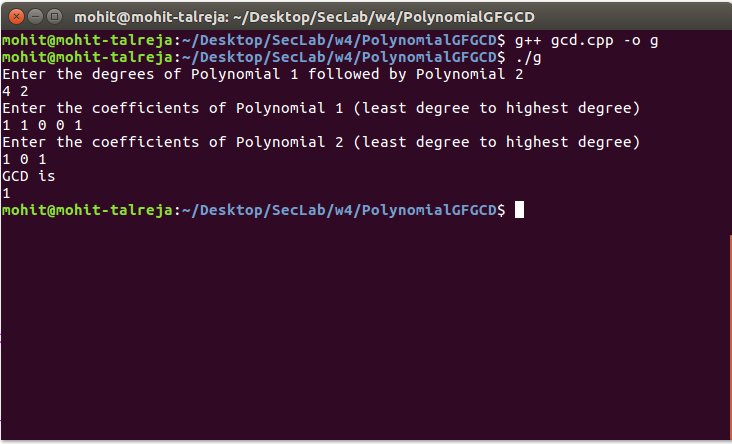 mohit@mohit-talreja: ~/Desktop/SecLab/w4/PolynomialGFGCD
mohit@mohit-talreja:~/Desktop/SecLab/w4/PolynomialGFGCD$ g++ gcd.cpp -o g
mohit@mohit-talreja:~/Desktop/SecLab/w4/PolynomialGFGCD$ ./g
Enter the degrees of Polynomial 1 followed by Polynomial 2
4 2
Enter the coefficients of Polynomial 1 (least degree to highest degree)
1 1 0 0 1
Enter the coefficients of Polynomial 2 (least degree to highest degree)
1 0 1
GCD is
1
mohit@mohit-talreja:~/Desktop/SecLab/w4/PolynomialGFGCD$